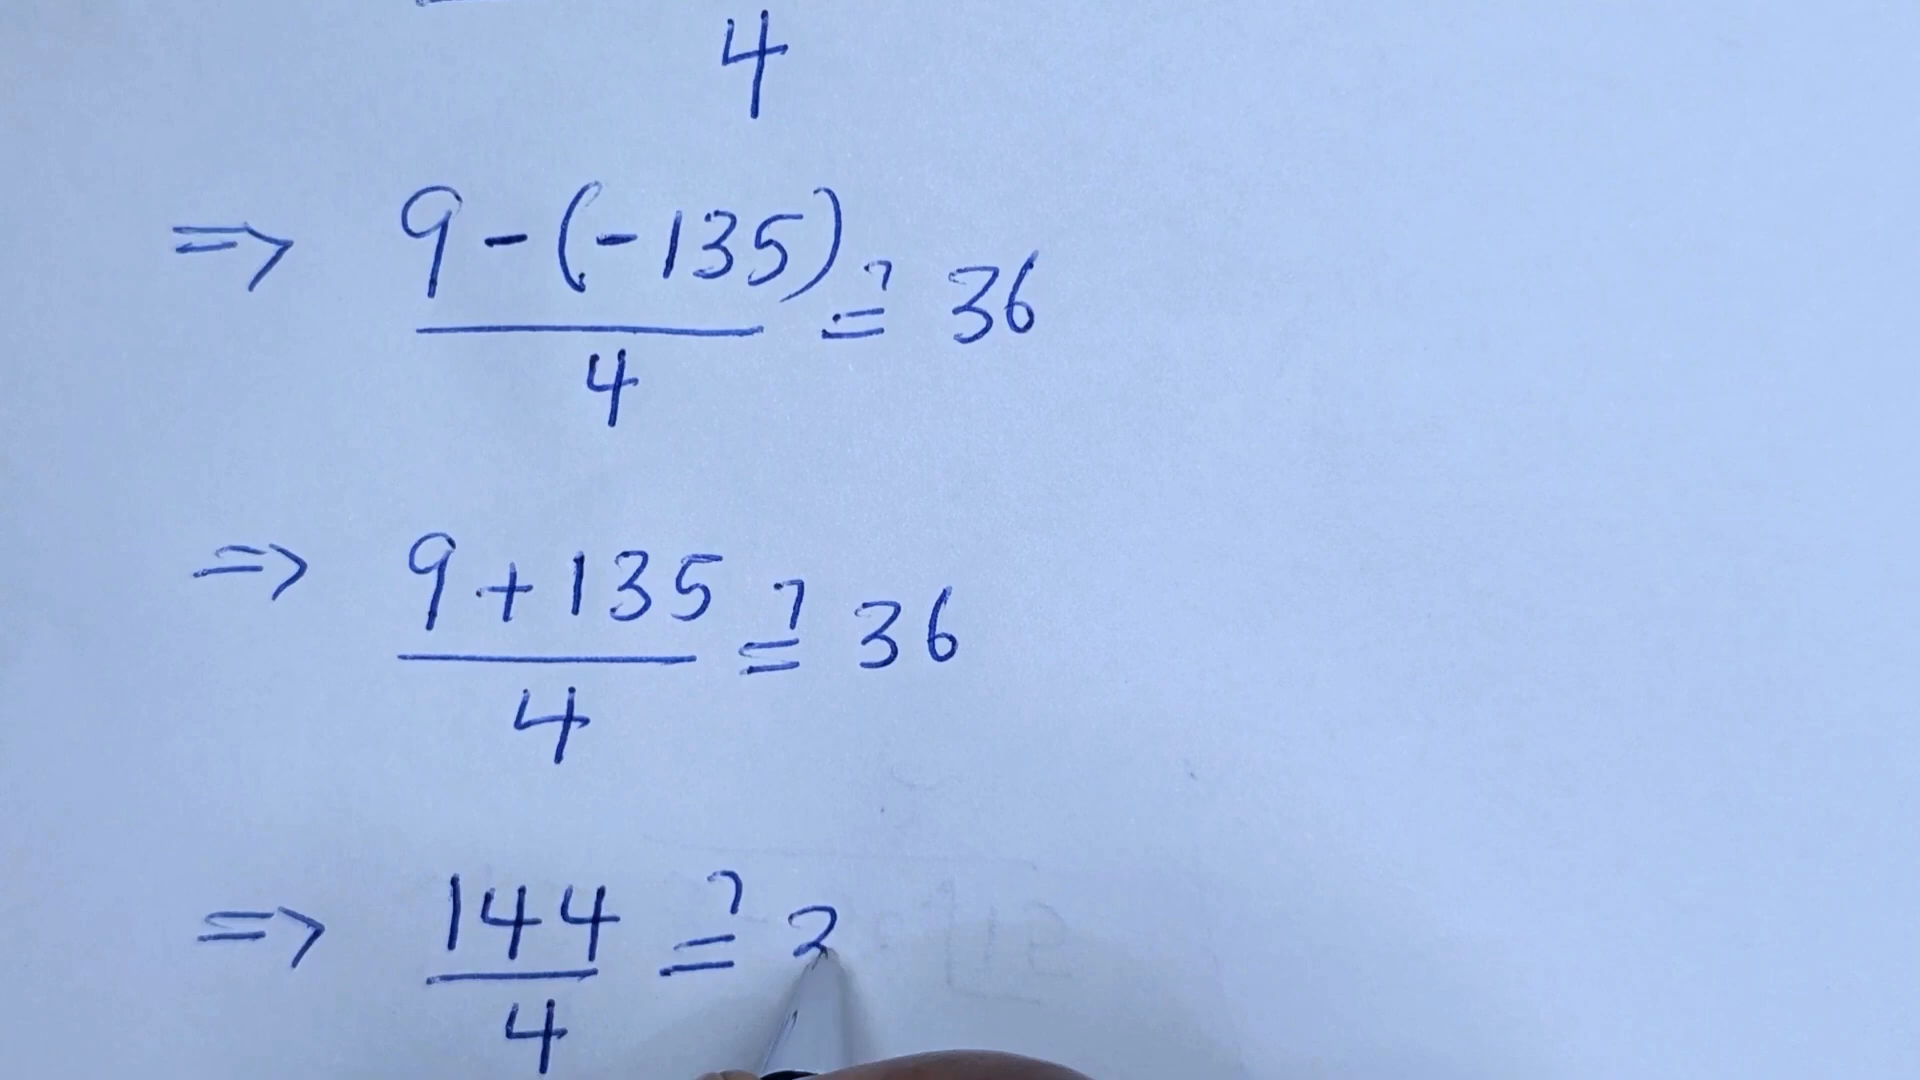 4
=> 9-(-135)/4 ?= 36
=> 9+135/4 ?= 36
=> 144/4 ?= 3